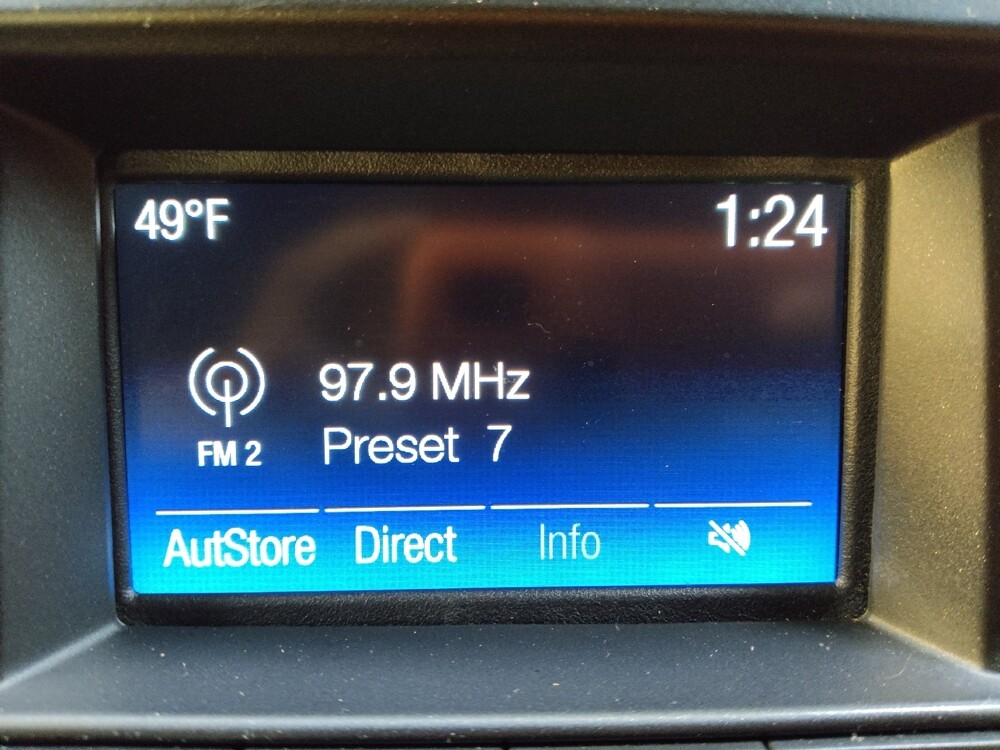 49°F 1:24
97.9 MHz
Preset 7
FM 2
AutStore Direct Info